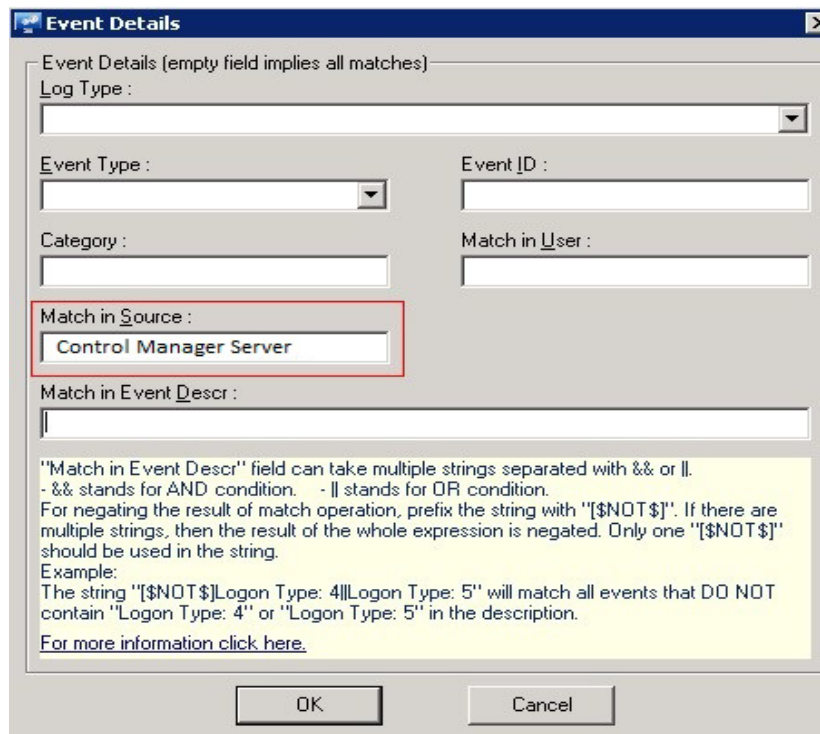 Event Details
Event Details (empty field implies all matches)
Log Type :
Event Type :
Event ID :
Category :
Match in User :
Match in Source :
Control Manager Server
Match in Event Descr :
"Match in Event Descr" field can take multiple strings separated with && or ||.
- && stands for AND condition. - || stands for OR condition.
For negating the result of match operation, prefix the string with "[$NOT$]". If there are
multiple strings, then the result of the whole expression is negated. Only one "[$NOT$]"
should be used in the string.
Example:
The string "[$NOT$]Logon Type: 4||Logon Type: 5" will match all events that DO NOT
contain "Logon Type: 4" or "Logon Type: 5" in the description.
For more information click here.
OK
Cancel